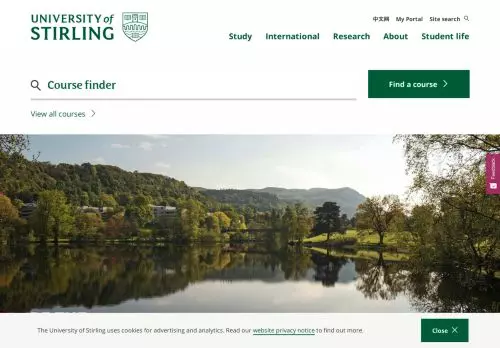 UNIVERSITY of
STIRLING
中文网 My Portal Site search
Study International Research About Student life
Course finder
Find a course
View all courses
Feedback
The University of Stirling uses cookies for advertising and analytics. Read our website privacy notice to find out more.
Close